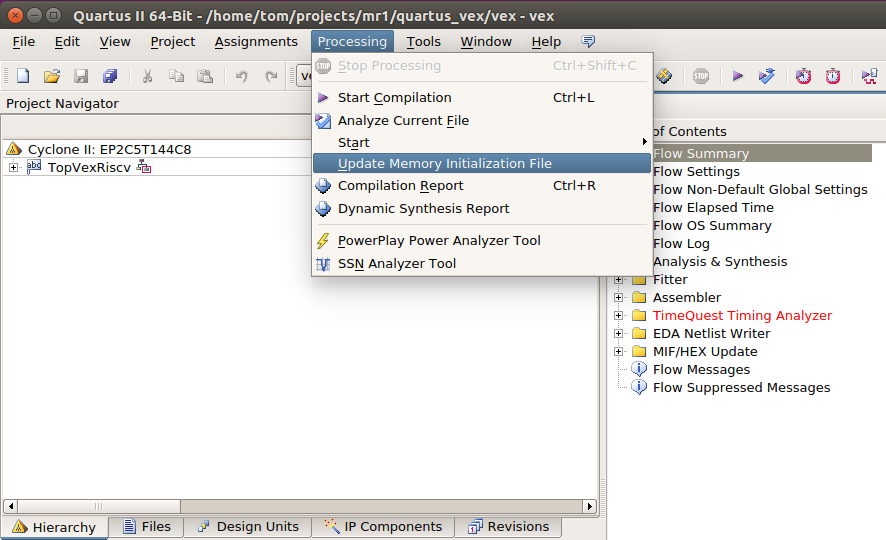 Quartus II 64-Bit - /home/tom/projects/mr1/quartus_vex/vex - vex
File Edit View Project Assignments Processing Tools Window Help
STOP Stop Processing Ctrl+Shift+C
ve
STOP
Project Navigator
Start Compilation Ctrl+L
Analyze Current File
Start
Update Memory Initialization File
Compilation Report Ctrl+R
Dynamic Synthesis Report
PowerPlay Power Analyzer Tool
SSN Analyzer Tool
Cyclone II: EP2C5T144C8
abc TopVexRiscv
of Contents
Flow Summary
Flow Settings
Flow Non-Default Global Settings
Flow Elapsed Time
Flow OS Summary
Flow Log
Analysis & Synthesis
Fitter
Assembler
TimeQuest Timing Analyzer
EDA Netlist Writer
MIF/HEX Update
Flow Messages
Flow Suppressed Messages
Hierarchy Files Design Units IP Components Revisions